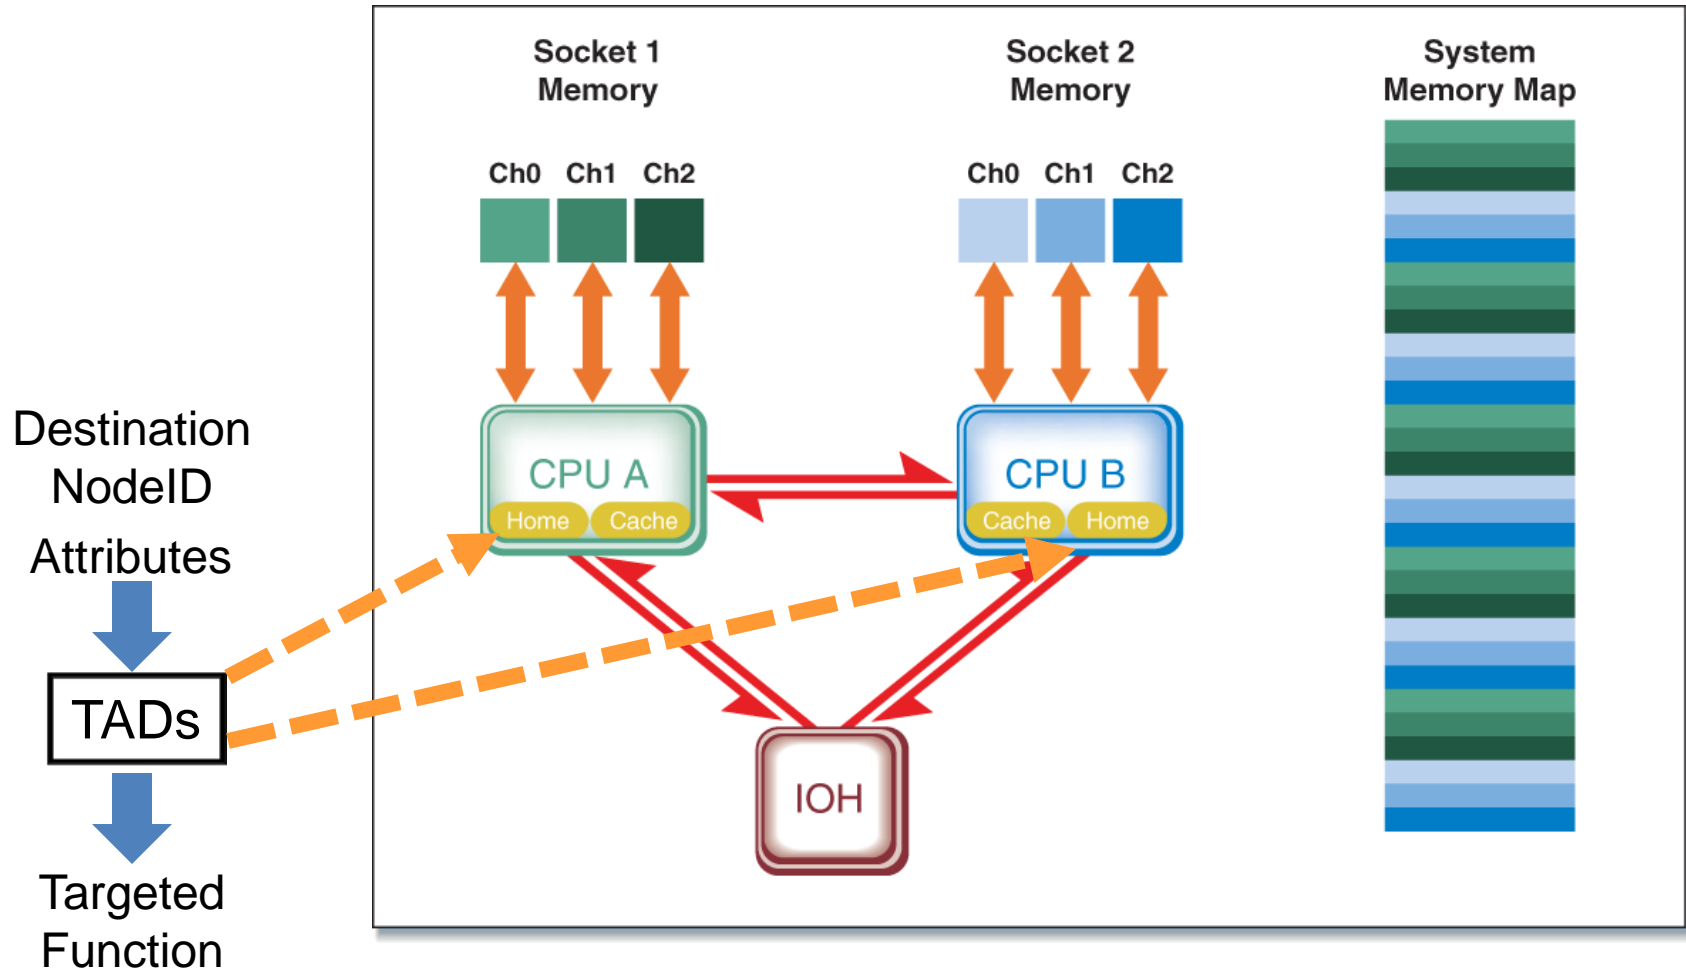 Socket 1
Memory
Socket 2
Memory
System
Memory Map
Ch0 Ch1 Ch2
Ch0 Ch1 Ch2
Destination
NodeID
Attributes
TADs
Targeted
Function
CPU A
Home Cache
CPU B
Cache Home
IOH